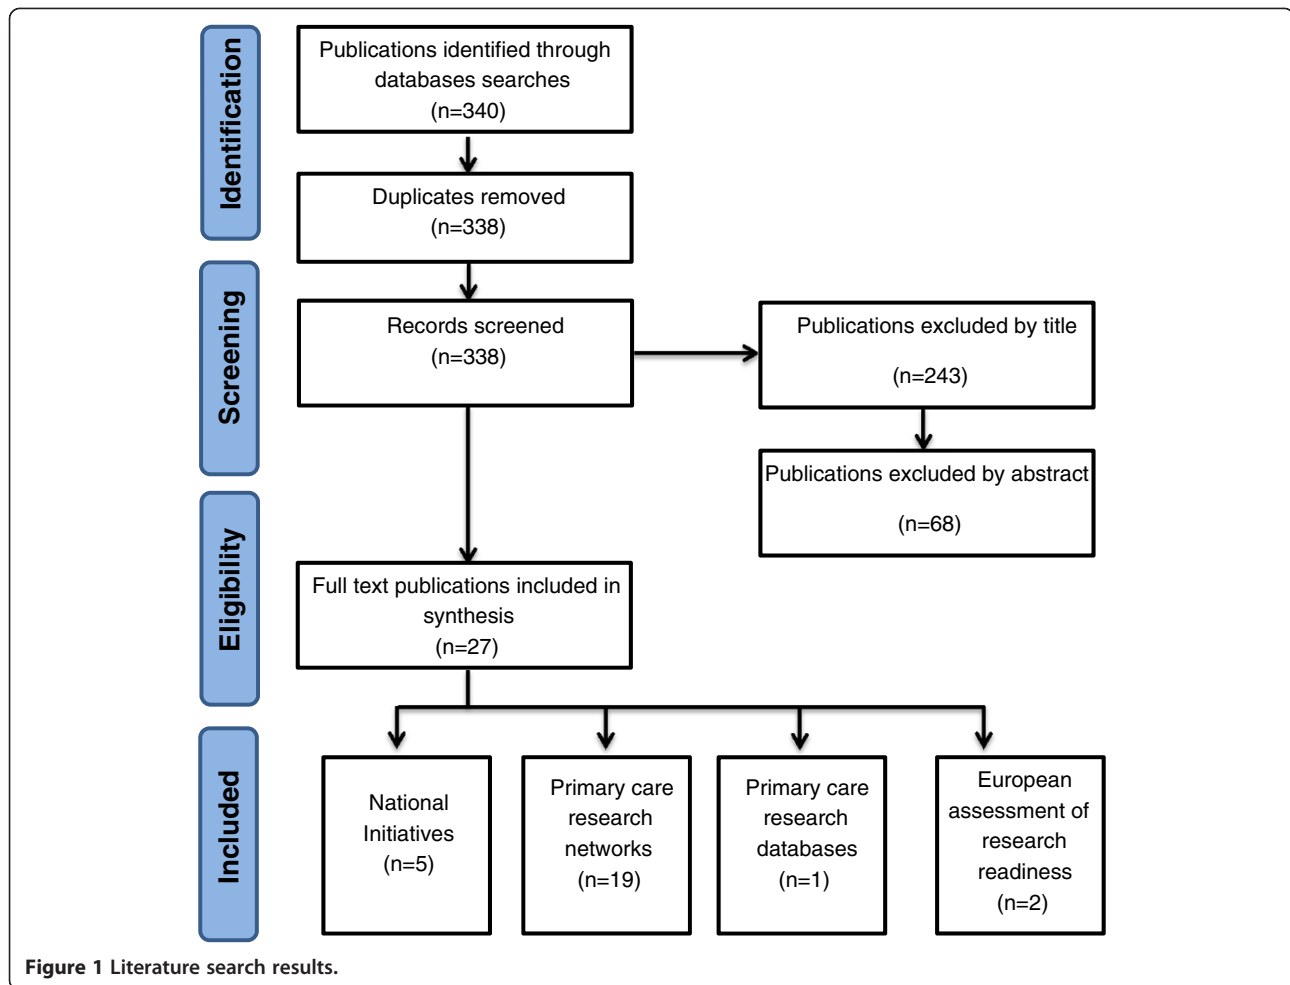 Identification
Publications identified through
databases searches
(n=340)
Duplicates removed
(n=338)
Screening
Records screened
(n=338)
Publications excluded by title
(n=243)
Publications excluded by abstract
(n=68)
Eligibility
Full text publications included in
synthesis
(n=27)
Included
National
Initiatives
(n=5)
Primary care
research
networks
(n=19)
Primary care
research
databases
(n=1)
European
assessment of
research
readiness
(n=2)
Figure 1 Literature search results.